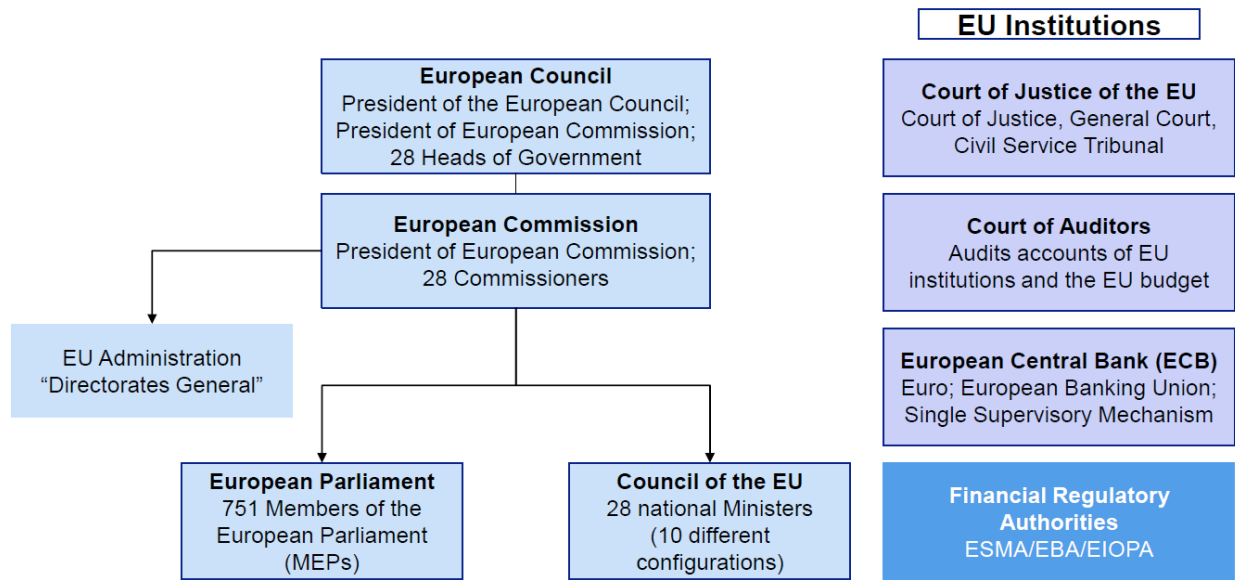 EU Institutions
European Council
President of the European Council;
President of European Commission;
28 Heads of Government
European Commission
President of European Commission;
28 Commissioners
EU Administration
“Directorates General”
European Parliament
751 Members of the
European Parliament
(MEPs)
Council of the EU
28 national Ministers
(10 different
configurations)
Court of Justice of the EU
Court of Justice, General Court,
Civil Service Tribunal
Court of Auditors
Audits accounts of EU
institutions and the EU budget
European Central Bank (ECB)
Euro; European Banking Union;
Single Supervisory Mechanism
Financial Regulatory
Authorities
ESMA/EBA/EIOPA